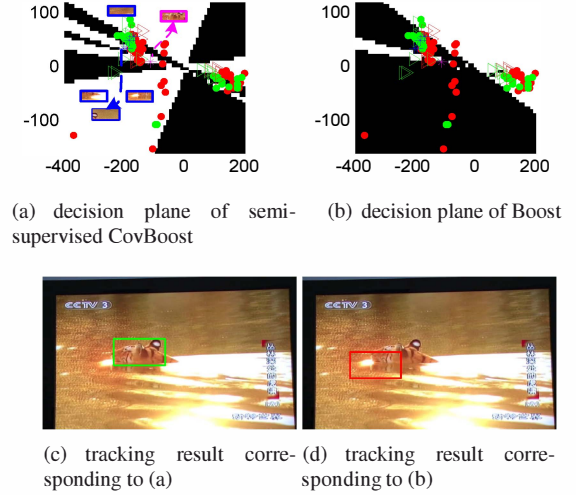 100
0
-100
-400
-200
0
200
100
0
-100
-400
-200
0
200
(a) decision plane of semi-
supervised CovBoost
(b) decision plane of Boost
CCTV 3
CCTV 3
(c) tracking result corre-
sponding to (a)
(d) tracking result corre-
sponding to (b)